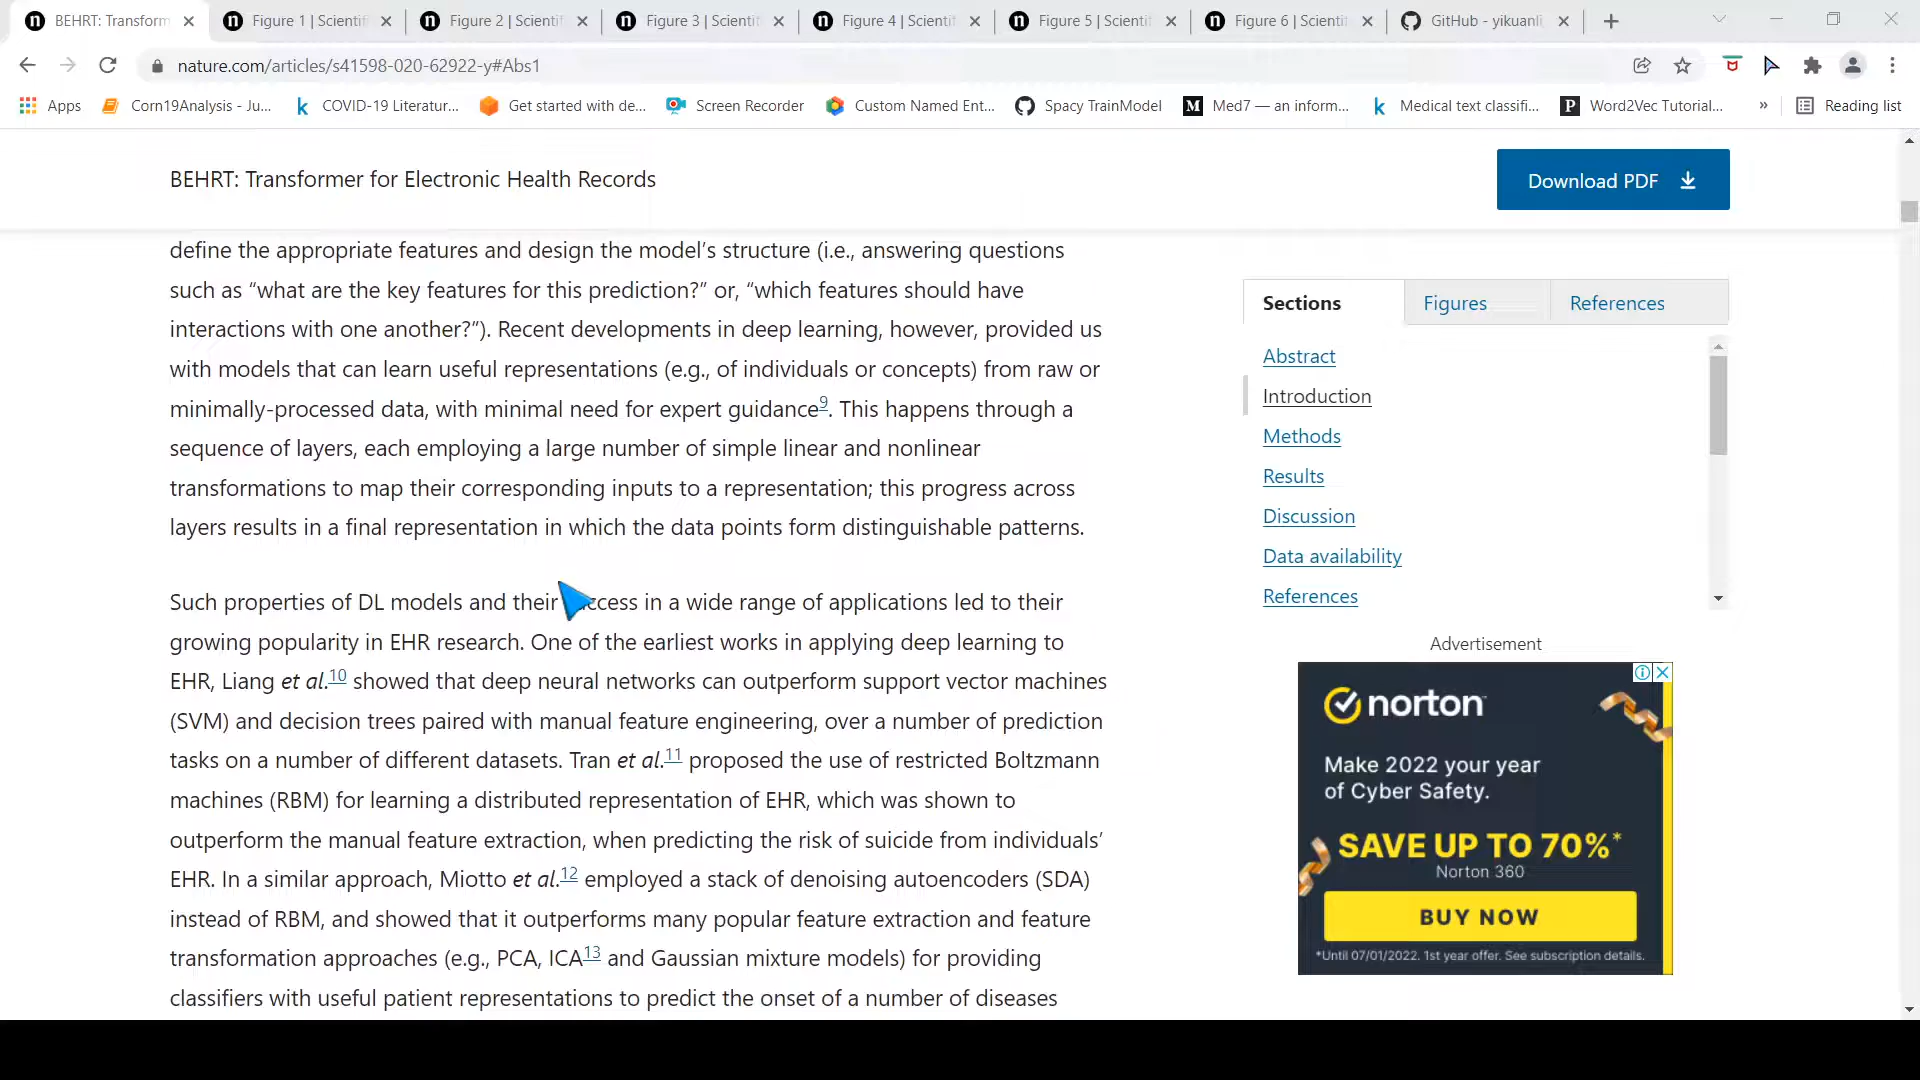 BEHRT: Transform
Figure 1 | Scientif
Figure 2 | Scientif
Figure 3 | Scientif
Figure 4 | Scientif
Figure 5 | Scientif
Figure 6 | Scientif
GitHub - yikuanli
nature.com/articles/s41598-020-62922-y#Abs1
Apps
Corn19Analysis - Ju...
COVID-19 Literatur...
Get started with de...
Screen Recorder
Custom Named Ent...
Spacy TrainModel
Med7 — an inform...
Medical text classifi...
Word2Vec Tutorial...
»
Reading list
BEHRT: Transformer for Electronic Health Records
Download PDF
define the appropriate features and design the model’s structure (i.e., answering questions
such as “what are the key features for this prediction?” or, “which features should have
interactions with one another?”). Recent developments in deep learning, however, provided us
with models that can learn useful representations (e.g., of individuals or concepts) from raw or
minimally-processed data, with minimal need for expert guidance9. This happens through a
sequence of layers, each employing a large number of simple linear and nonlinear
transformations to map their corresponding inputs to a representation; this progress across
layers results in a final representation in which the data points form distinguishable patterns.
Such properties of DL models and their ccess in a wide range of applications led to their
growing popularity in EHR research. One of the earliest works in applying deep learning to
EHR, Liang et al.10 showed that deep neural networks can outperform support vector machines
(SVM) and decision trees paired with manual feature engineering, over a number of prediction
tasks on a number of different datasets. Tran et al.11 proposed the use of restricted Boltzmann
machines (RBM) for learning a distributed representation of EHR, which was shown to
outperform the manual feature extraction, when predicting the risk of suicide from individuals’
EHR. In a similar approach, Miotto et al.12 employed a stack of denoising autoencoders (SDA)
instead of RBM, and showed that it outperforms many popular feature extraction and feature
transformation approaches (e.g., PCA, ICA13 and Gaussian mixture models) for providing
classifiers with useful patient representations to predict the onset of a number of diseases
Sections
Figures
References
Abstract
Introduction
Methods
Results
Discussion
Data availability
References
Advertisement
norton
Make 2022 your year
of Cyber Safety.
SAVE UP TO 70%*
Norton 360
BUY NOW
*Until 07/01/2022. 1st year offer. See subscription details.